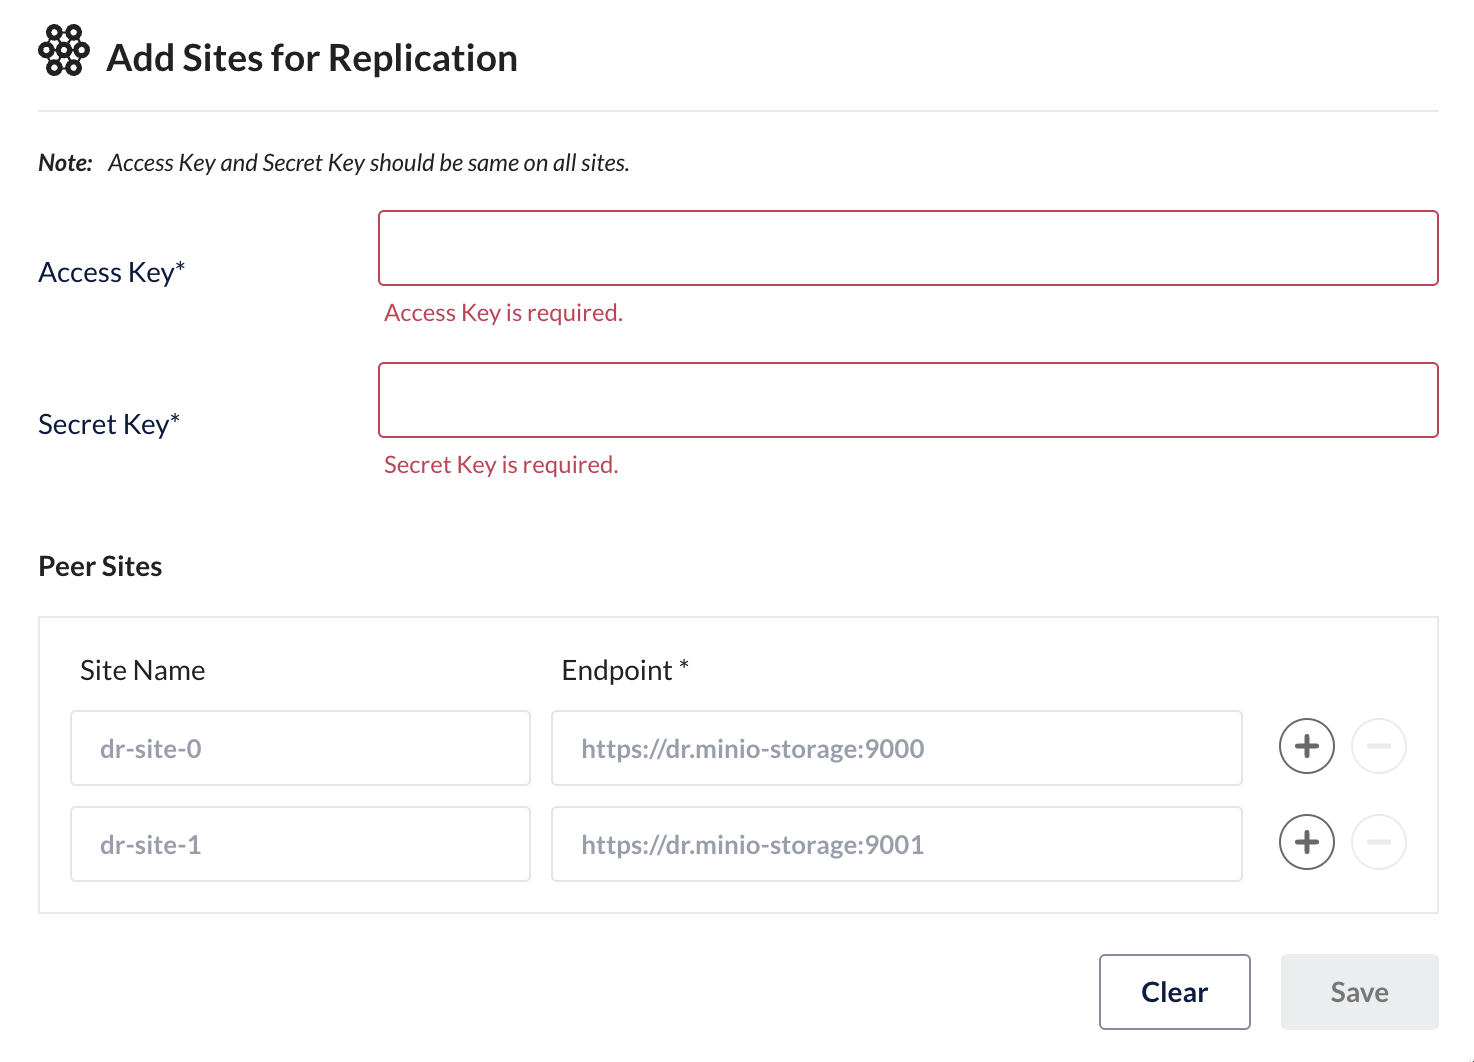 Add Sites for Replication
Note: Access Key and Secret Key should be same on all sites.
Access Key*
Access Key is required.
Secret Key*
Secret Key is required.
Peer Sites
Site Name Endpoint *
dr-site-0 https://dr.minio-storage:9000
dr-site-1 https://dr.minio-storage:9001
Clear Save